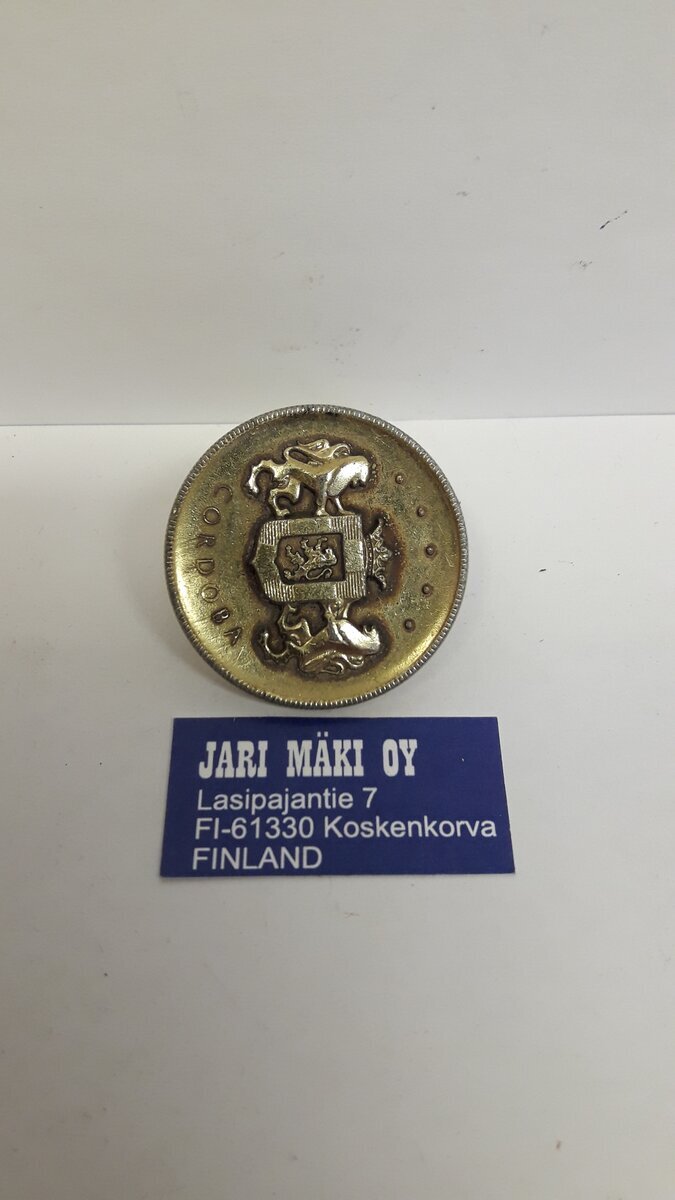 CORDOBA
JARI MÄKI OY
Lasipajantie 7
FI-61330 Koskenkorva
FINLAND